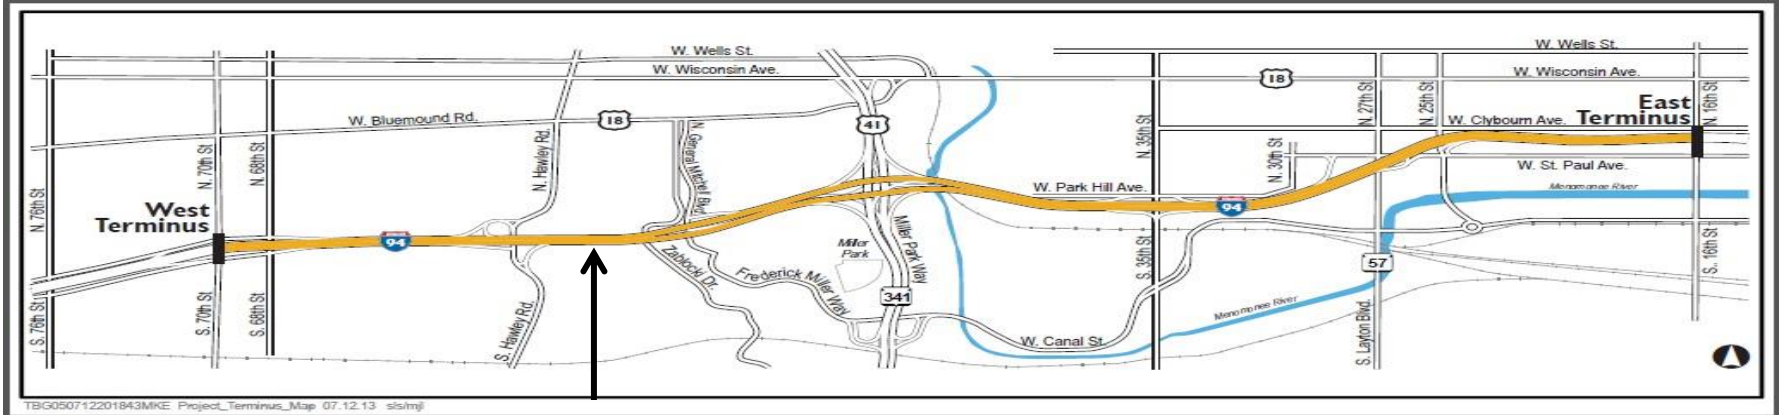 W. Wells St.
W. Wells St.
W. Wisconsin Ave.
18
W. Wisconsin Ave.
W. Bluemound Rd.
18
41
N. 27th St
N. 25th St
East
Terminus
N. 16th St
W. Clybourn Ave.
N. 70th St
N. 68th St
N. Hawley Rd.
N. General Mitchell Blvd.
N. 35th St
N. 30th St
W. St. Paul Ave.
N. 76th St
West
Terminus
W. Park Hill Ave.
Menomonee River
94
94
Zablocki Dr.
Miller
Park
Miller Park Way
Frederick Miller Way
S. 35th St
57
S. 16th St
341
S. 76th St
S. 70th St
S. 68th St
S. Hawley Rd.
W. Canal St.
Menomonee River
S. Layton Blvd.
TBG050712201843MKE Project_Terminus_Map 07.12.13 sls/mjl